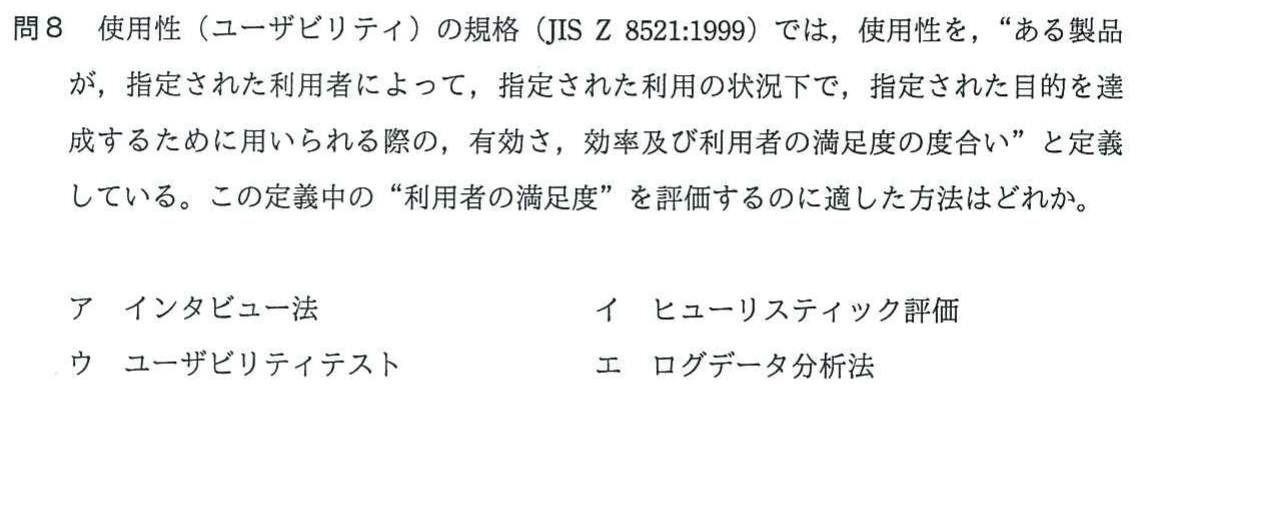 問8　使用性（ユーザビリティ）の規格（JIS Z 8521:1999）では，使用性を，“ある製品
が，指定された利用者によって，指定された利用の状況下で，指定された目的を達
成するために用いられる際の，有効さ，効率及び利用者の満足度の度合い”と定義
している。この定義中の“利用者の満足度”を評価するのに適した方法はどれか。
ア　インタビュー法　イ　ヒューリスティック評価
ウ　ユーザビリティテスト　エ　ログデータ分析法